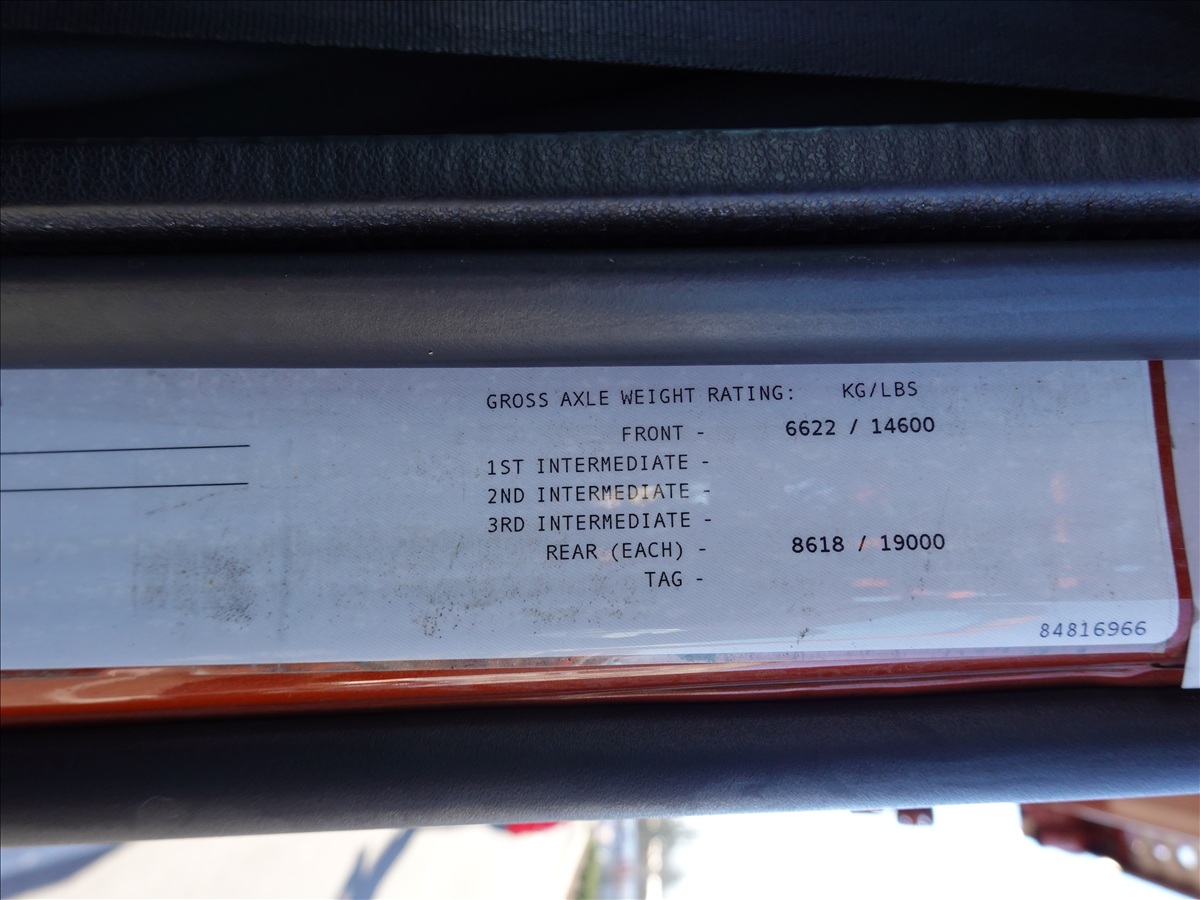 GROSS AXLE WEIGHT RATING: KG/LBS
FRONT - 6622 / 14600
1ST INTERMEDIATE -
2ND INTERMEDIATE -
3RD INTERMEDIATE -
REAR (EACH) - 8618 / 19000
TAG -
84816966